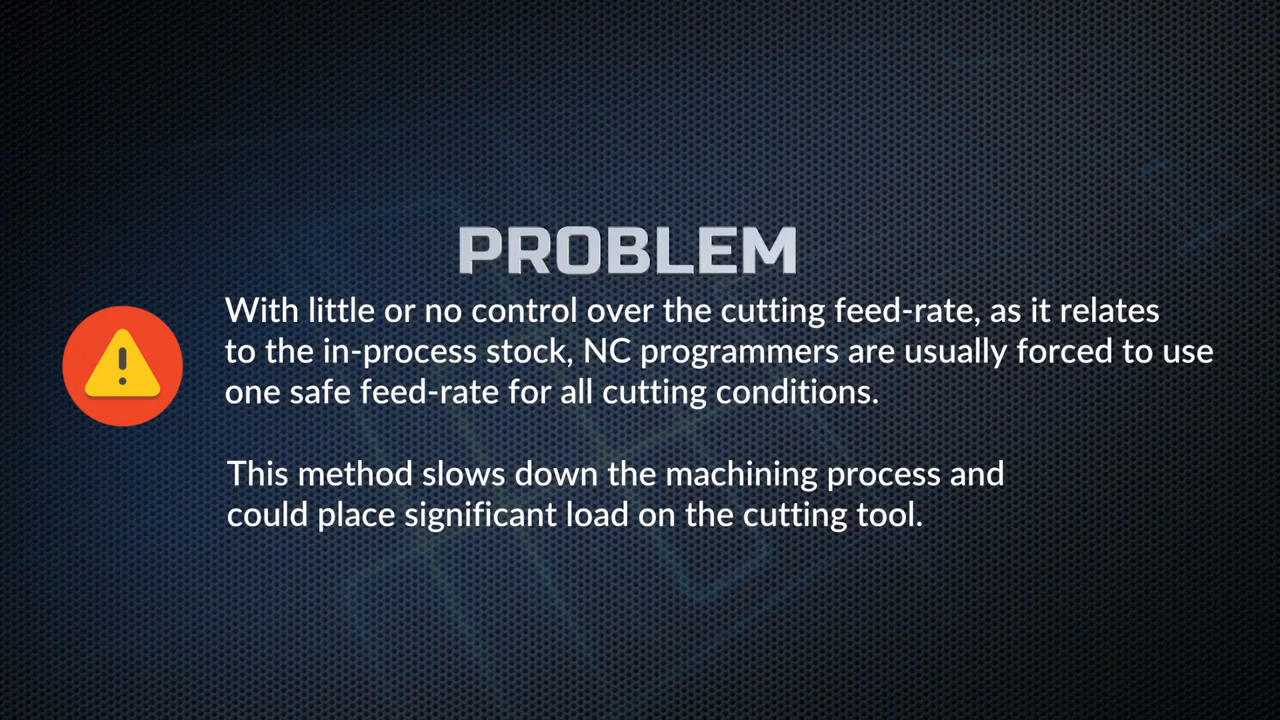 PROBLEM
With little or no control over the cutting feed-rate, as it relates
to the in-process stock, NC programmers are usually forced to use
one safe feed-rate for all cutting conditions.
This method slows down the machining process and
could place significant load on the cutting tool.